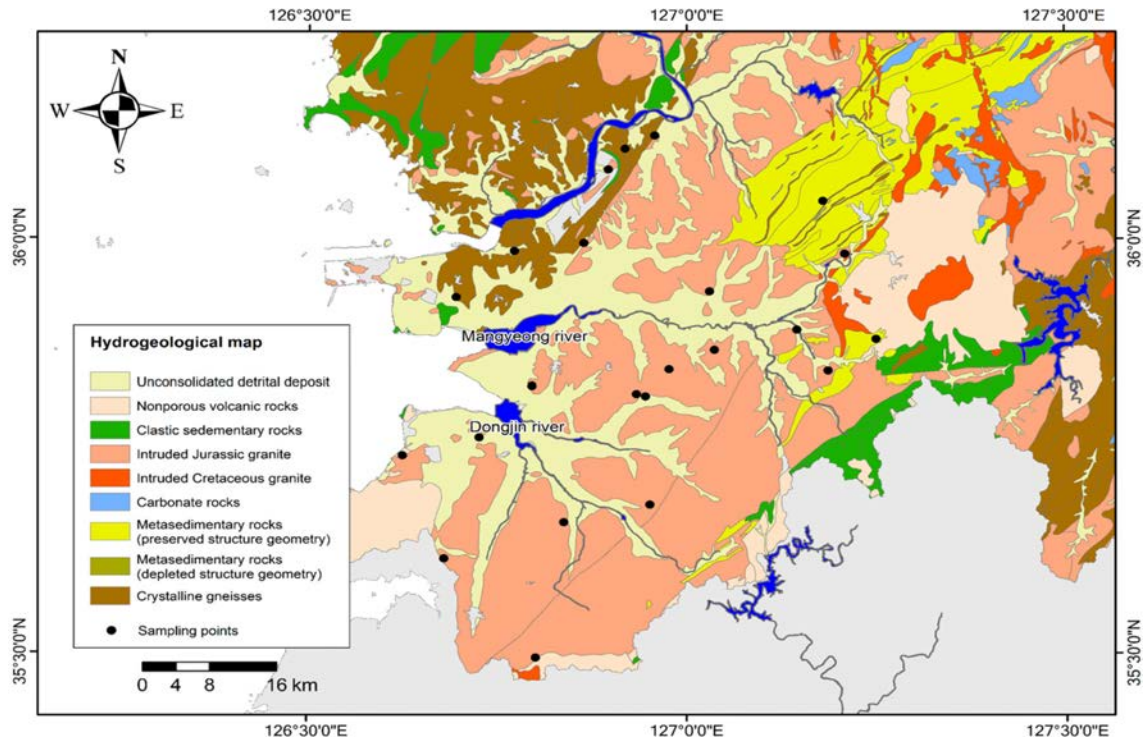 126°30'0"E 127°0'0"E 127°30'0"E
N
W E
S
36°0'0"N 36°0'0"N
Mangyeong river
Hydrogeological map
Unconsolidated detrital deposit
Nonporous volcanic rocks
Clastic sedementary rocks
Dongjin river
Intruded Jurassic granite
Intruded Cretaceous granite
Carbonate rocks
Metasedimentary rocks
(preserved structure geometry)
Metasedimentary rocks
(depleted structure geometry)
Crystalline gneisses
Sampling points
35°30'0"N 35°30'0"N
0 4 8 16 km
126°30'0"E 127°0'0"E 127°30'0"E